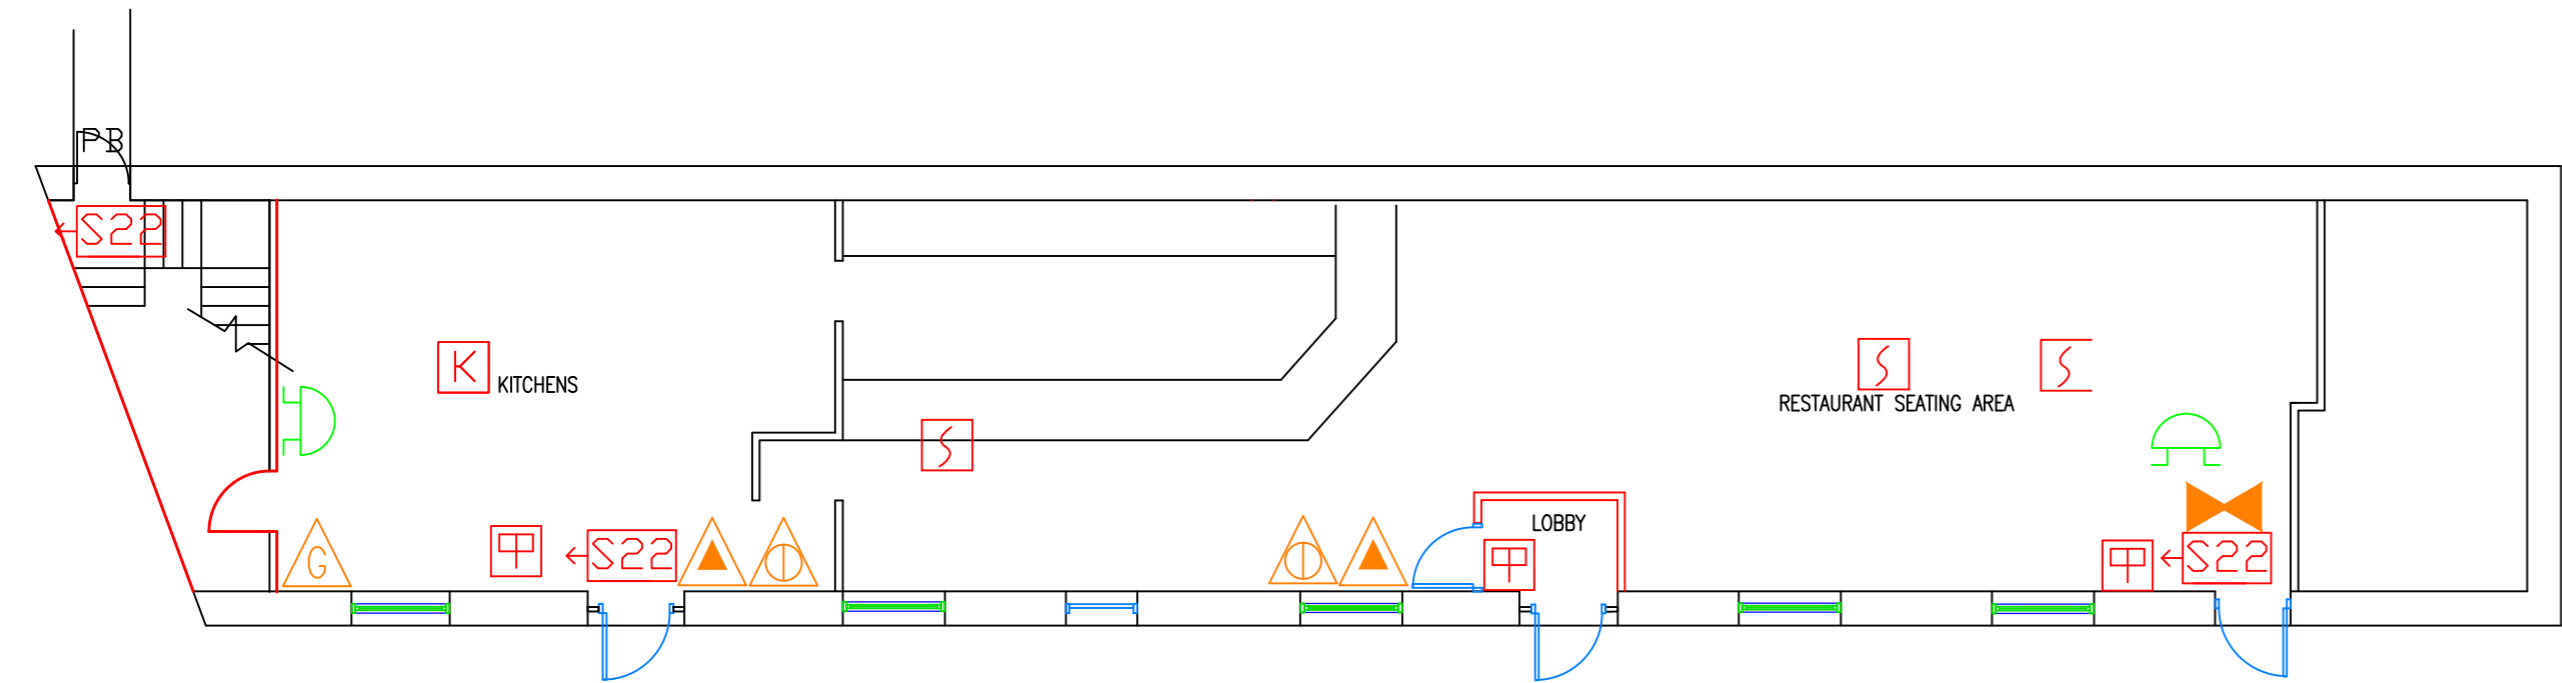 PB
S22
K
KITCHENS
S
S
RESTAURANT SEATING AREA
S
LOBBY
G
S22
S22